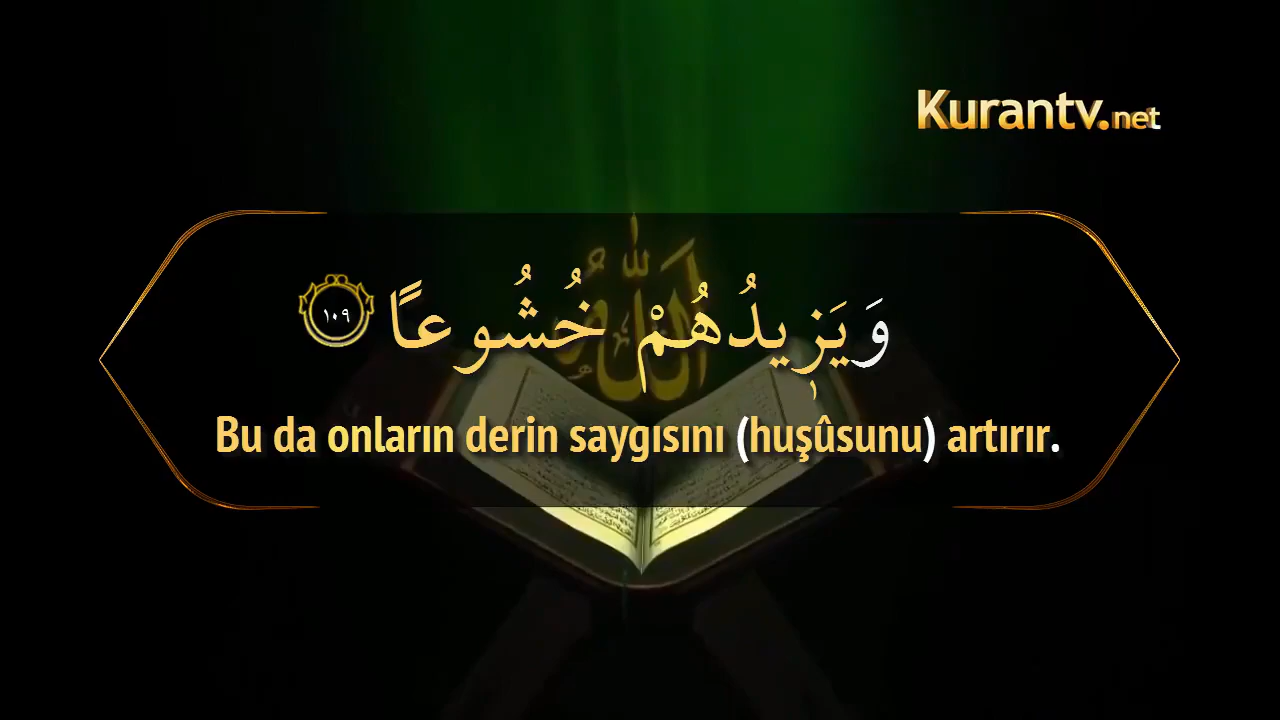 Kurantv.net
وَيَزِيدُهُمْ خُشُوعًا ١٠٩
Bu da onların derin saygısını (huşûsunu) artırır.